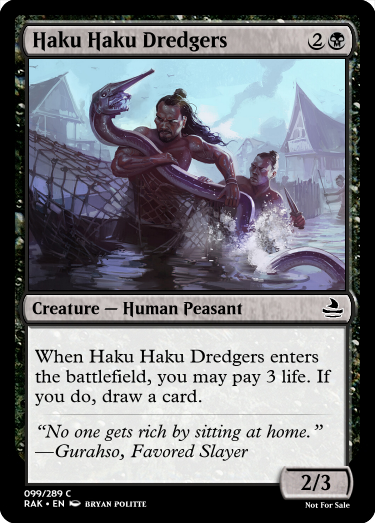 Haku Haku Dredgers 2
Creature — Human Peasant
When Haku Haku Dredgers enters
the battlefield, you may pay 3 life. If
you do, draw a card.
“No one gets rich by sitting at home.”
—Gurahso, Favored Slayer
2/3
099/289 C
RAK • EN BRYAN POLITTE
Not For Sale